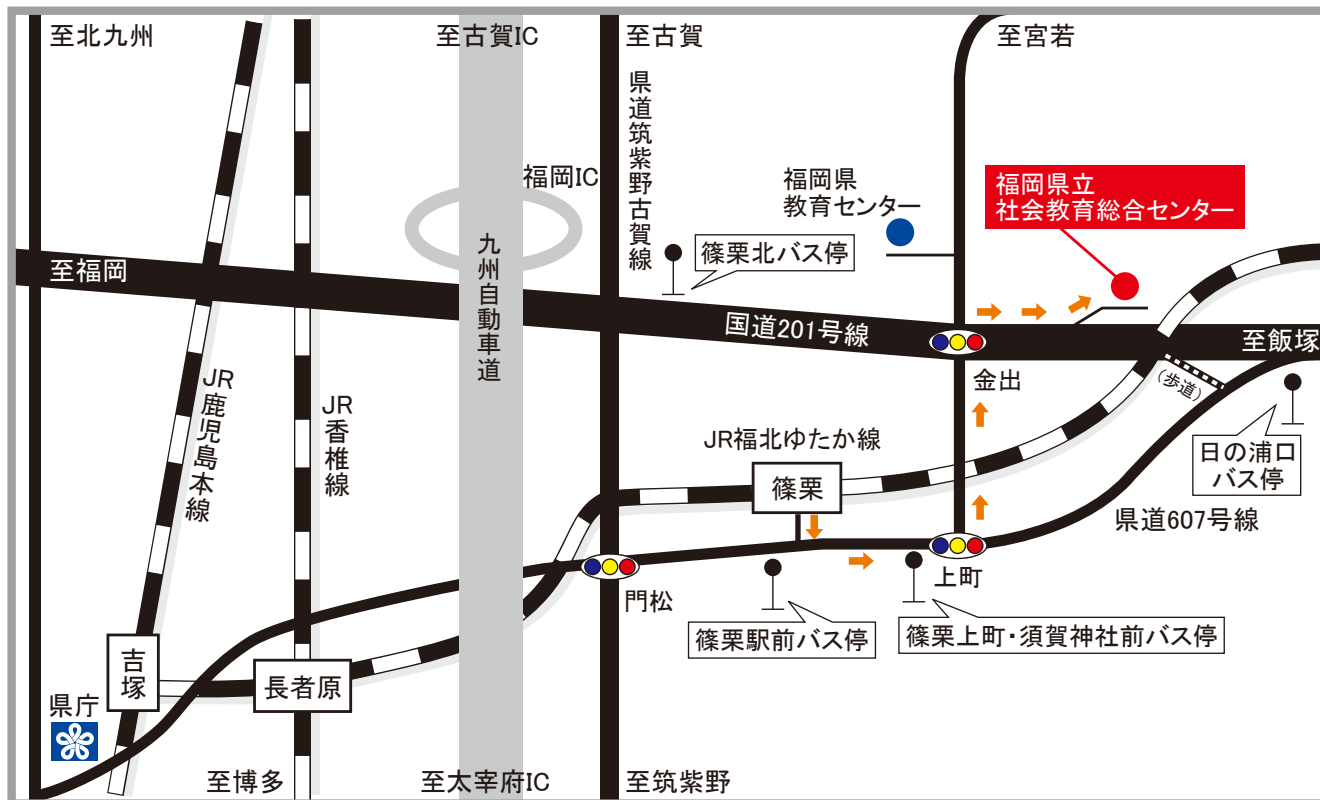 至北九州
至古賀IC
至古賀
至宮若
県道筑紫野古賀線
福岡IC
福岡県
教育センター
福岡県立
社会教育総合センター
九州自動車道
篠栗北バス停
至福岡
国道201号線
至飯塚
金出
(歩道)
JR鹿児島本線
JR香椎線
JR福北ゆたか線
篠栗
日の浦口
バス停
県道607号線
上町
門松
篠栗駅前バス停
篠栗上町・須賀神社前バス停
吉塚
長者原
県庁
至博多
至太宰府IC
至筑紫野